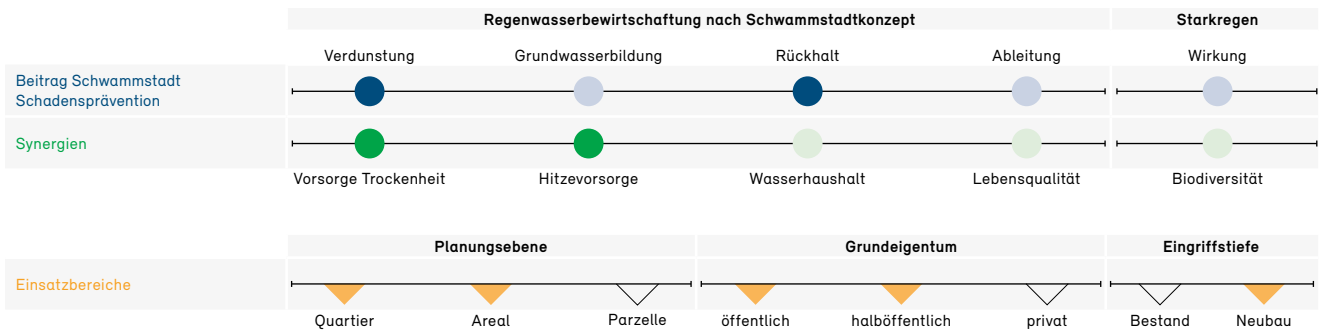 Regenwasserbewirtschaftung nach Schwammstadtkonzept Starkregen
Verdunstung Grundwasserbildung Rückhalt Ableitung Wirkung
Beitrag Schwammstadt
Schadensprävention
Synergien
Vorsorge Trockenheit Hitzevorsorge Wasserhaushalt Lebensqualität Biodiversität
Planungsebene Grundeigentum Eingriffstiefe
Einsatzbereiche
Quartier Areal Parzelle öffentlich halböffentlich privat Bestand Neubau